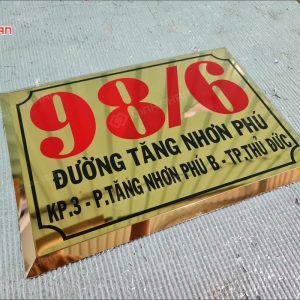 98/6
ĐƯỜNG TĂNG NHƠN PHÚ
KP.3 - P.TĂNG NHƠN PHÚ B - TP.THỦ ĐỨC